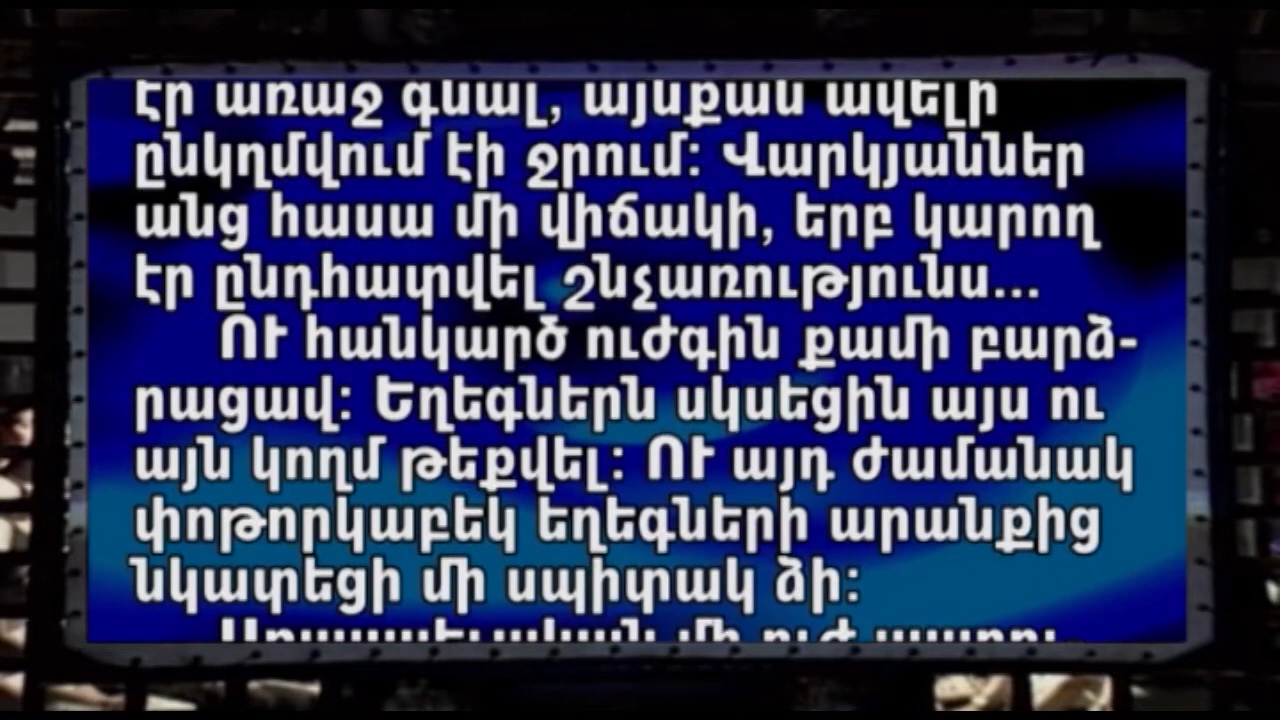 էր առաջ գնալ, այնքան ավելի
ընկղմվում էի ջրում: Վարկյաններ
անց հասա մի վիճակի, երբ կարող
էր ընդհատվել շնչառությունս...
ՈՒ հանկարծ ուժգին քամի բարձ-
րացավ: Եղեգներն սկսեցին այս ու
այն կողմ թեքվել: ՈՒ այդ ժամանակ
փոթորկաբեկ եղեգների արանքից
նկատեցի մի սպիտակ ձի:
մի ուժ